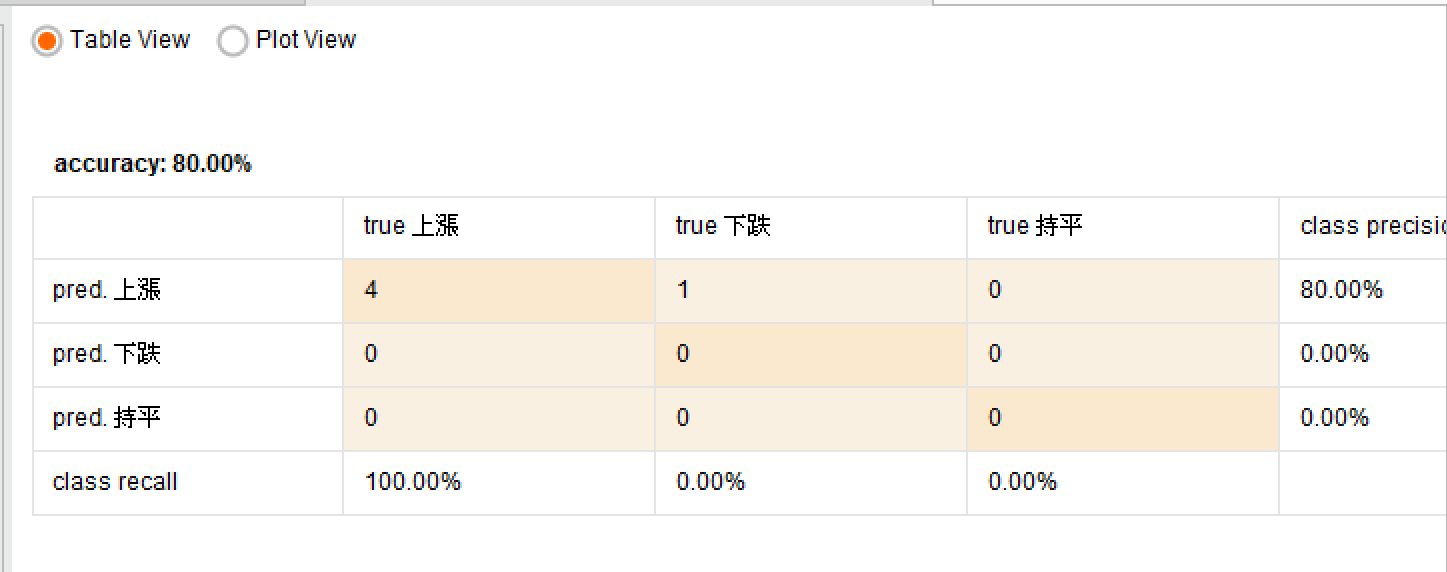 Table View Plot View
accuracy: 80.00%
true 上漲 true 下跌 true 持平 class precisio
pred. 上漲 4 1 0 80.00%
pred. 下跌 0 0 0 0.00%
pred. 持平 0 0 0 0.00%
class recall 100.00% 0.00% 0.00%